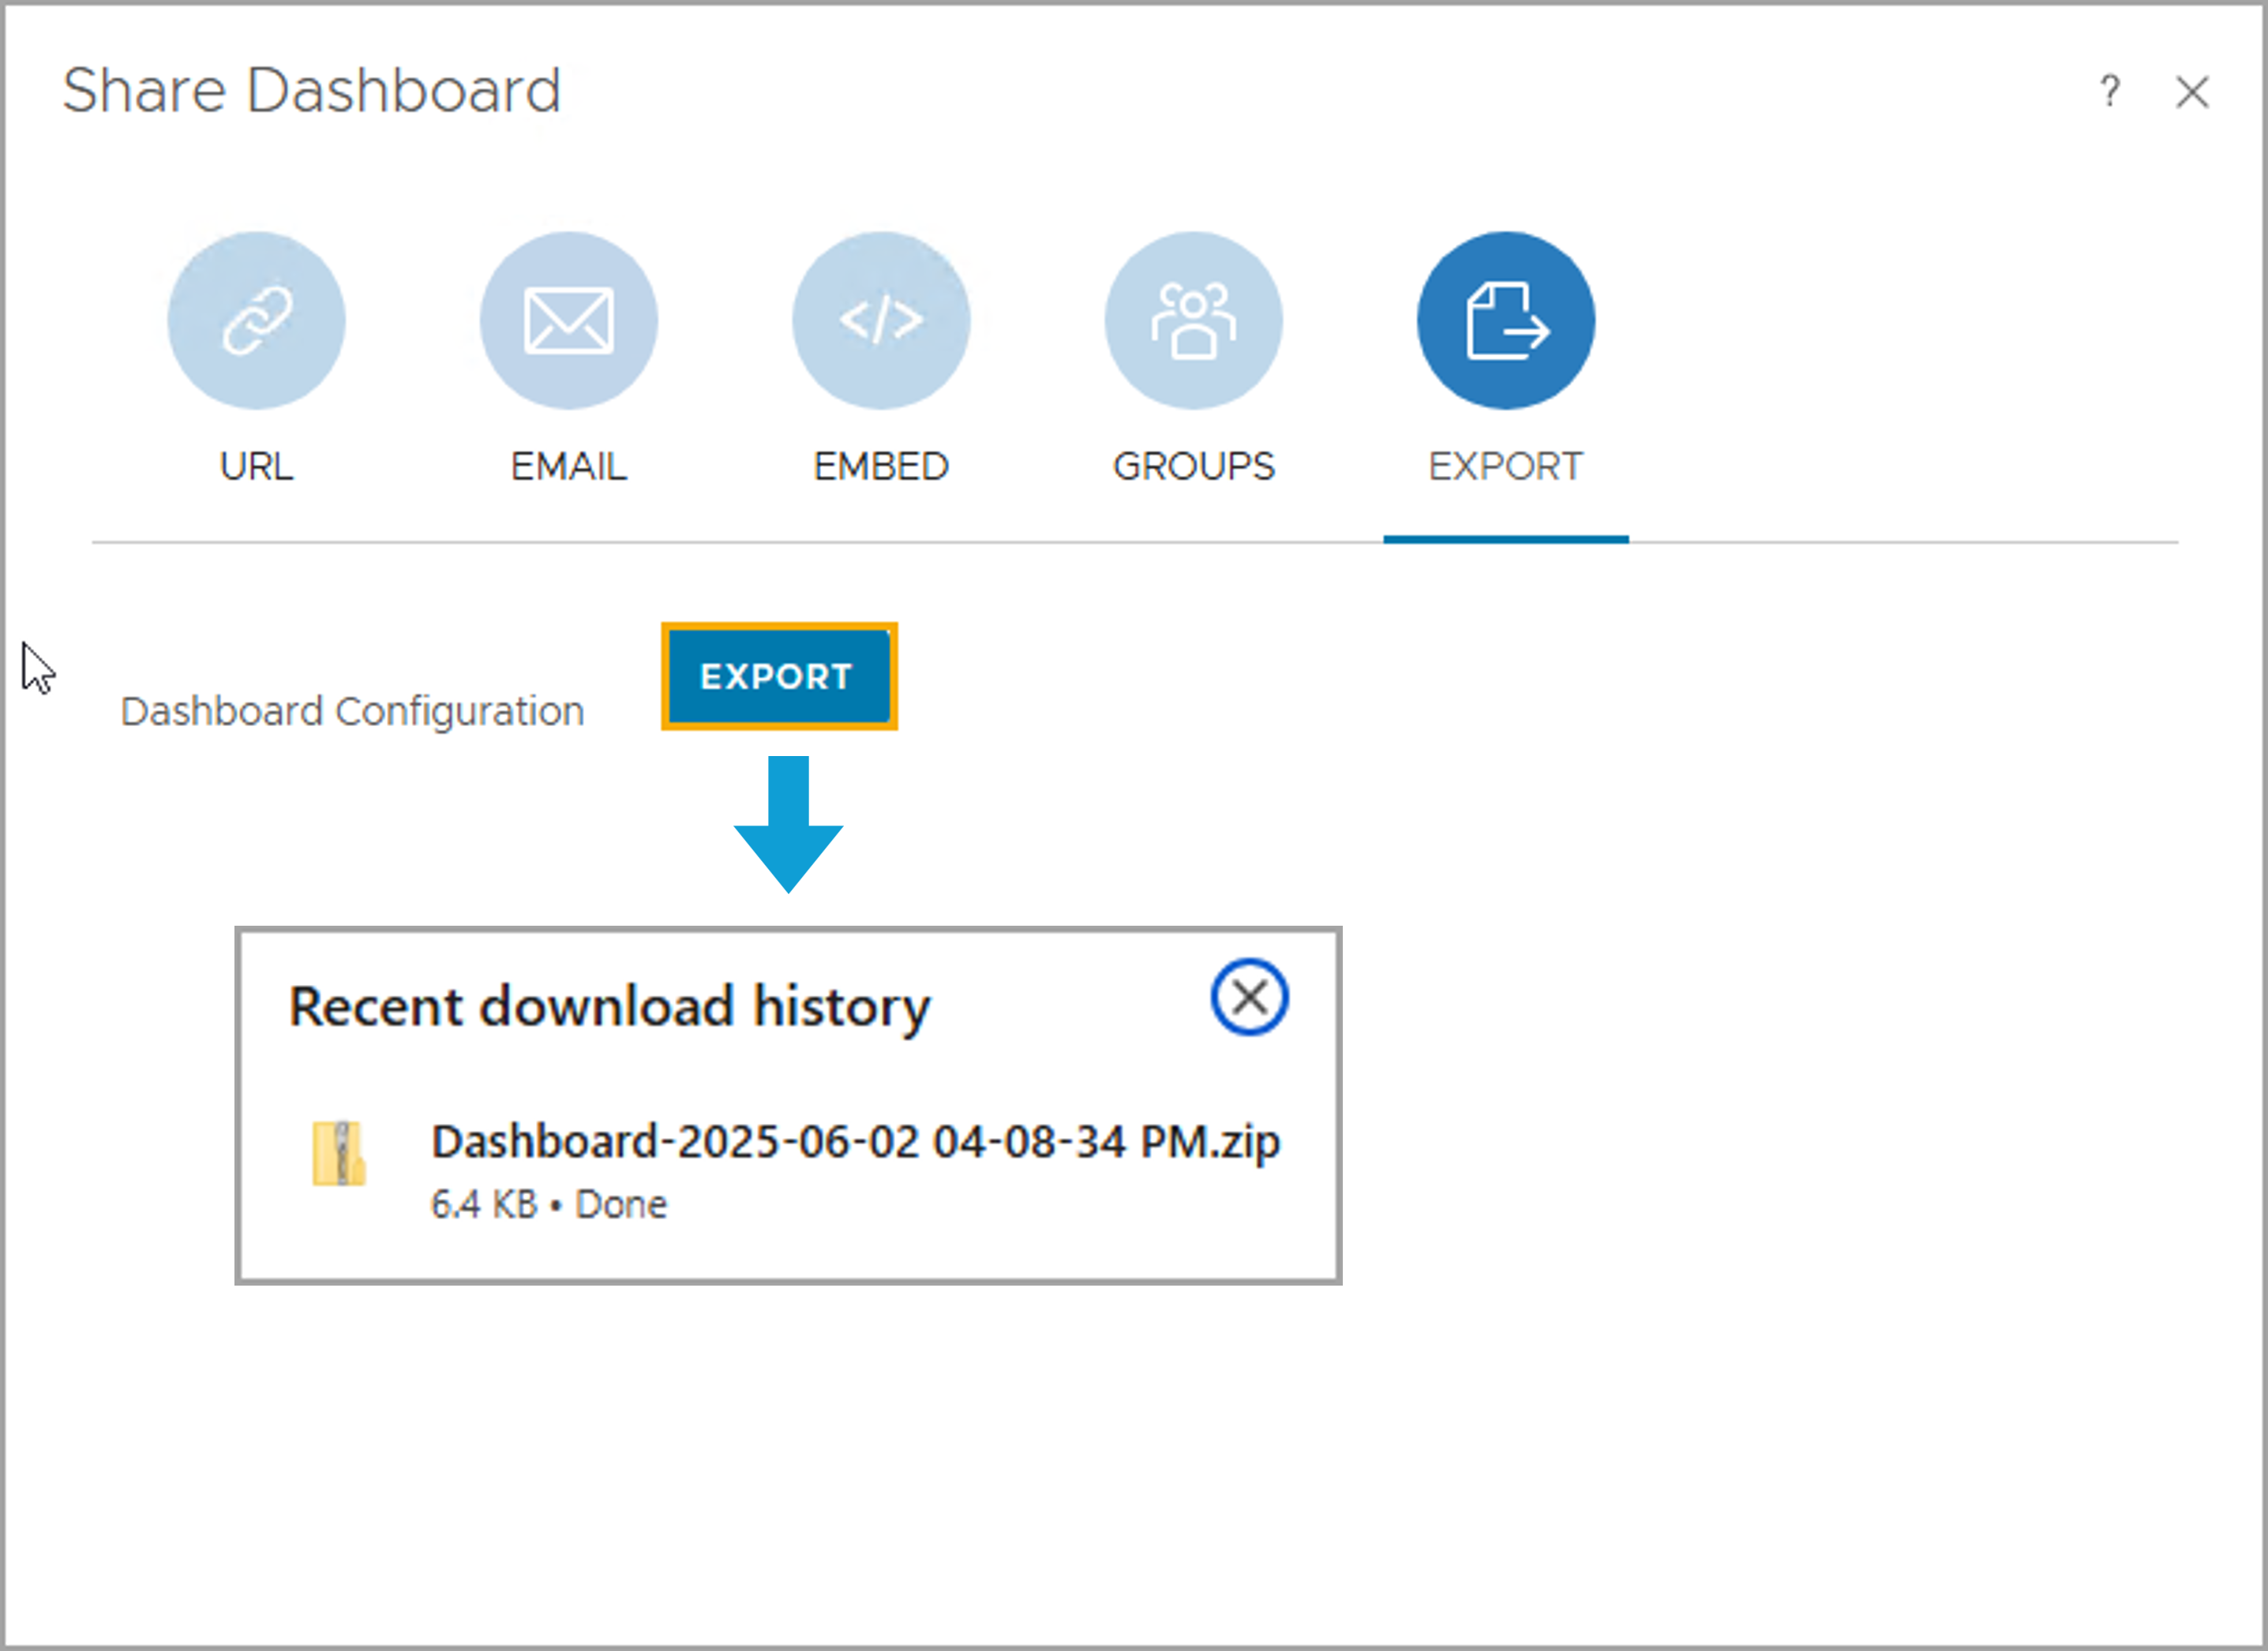 Share Dashboard
?
URL
EMAIL
EMBED
GROUPS
EXPORT
EXPORT
Dashboard Configuration
Recent download history
Dashboard-2025-06-02 04-08-34 PM.zip
6.4 KB • Done